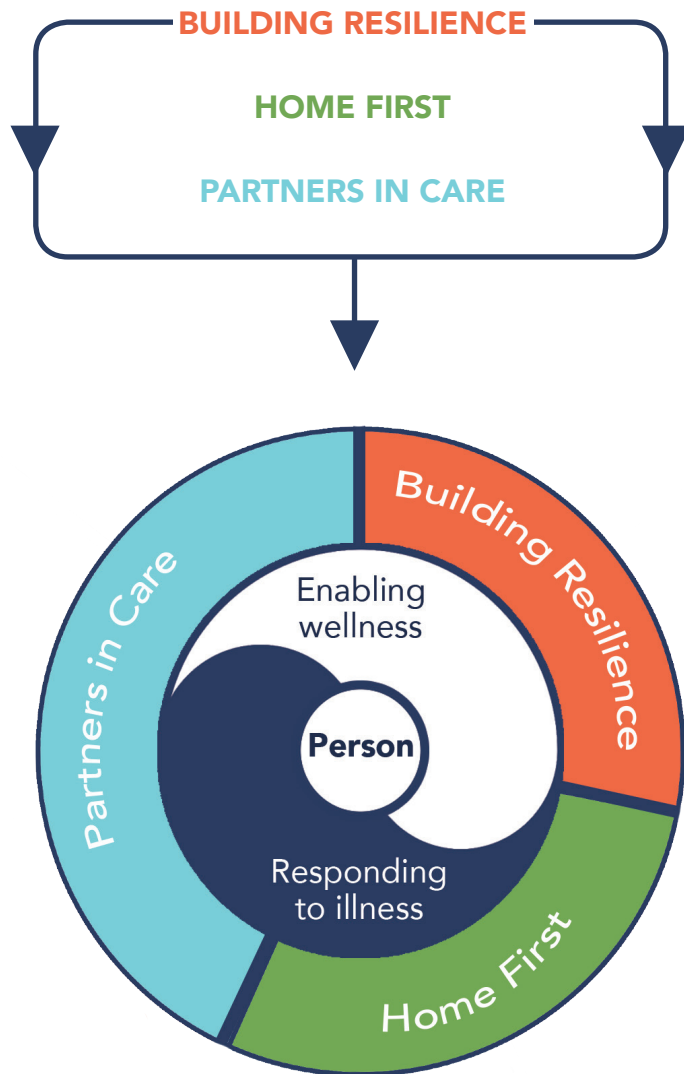 BUILDING RESILIENCE
HOME FIRST
PARTNERS IN CARE
Building Resilience
Partners in Care
Enabling
wellness
Person
Responding
to illness
Home First